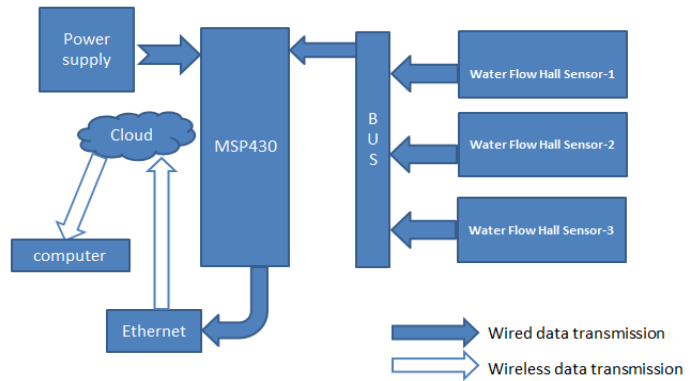 Power
supply
Cloud
computer
Ethernet
MSP430
B
U
S
Water Flow Hall Sensor-1
Water Flow Hall Sensor-2
Water Flow Hall Sensor-3
Wired data transmission
Wireless data transmission